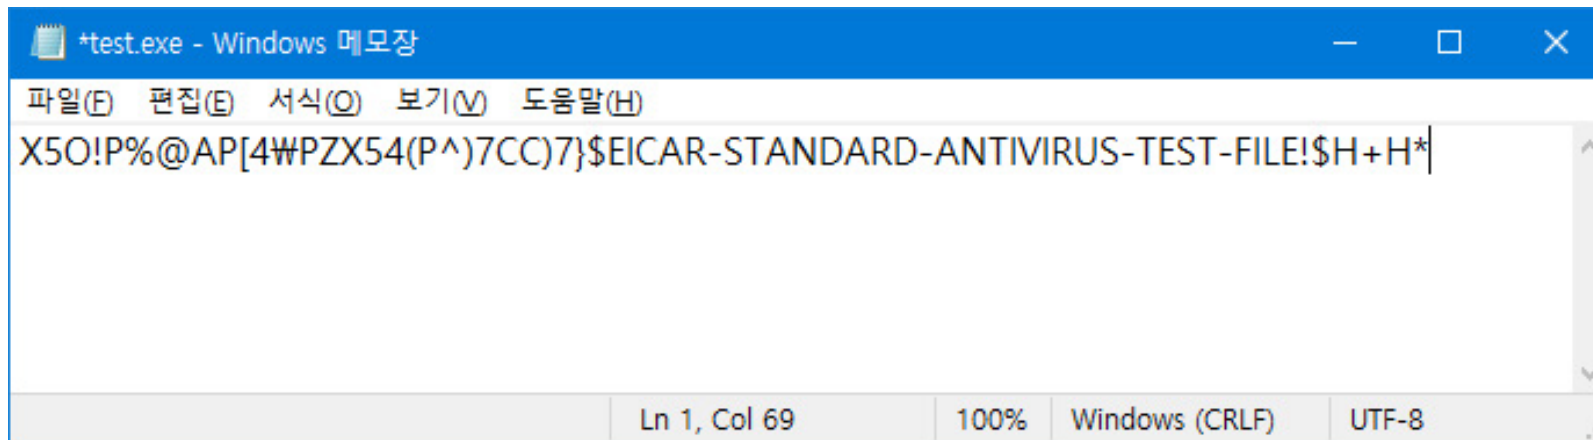 *test.exe - Windows 메모장
파일(F) 편집(E) 서식(O) 보기(V) 도움말(H)
X5O!P%@AP[4₩PZX54(P^)7CC)7}$EICAR-STANDARD-ANTIVIRUS-TEST-FILE!$H+H*
Ln 1, Col 69 100% Windows (CRLF) UTF-8